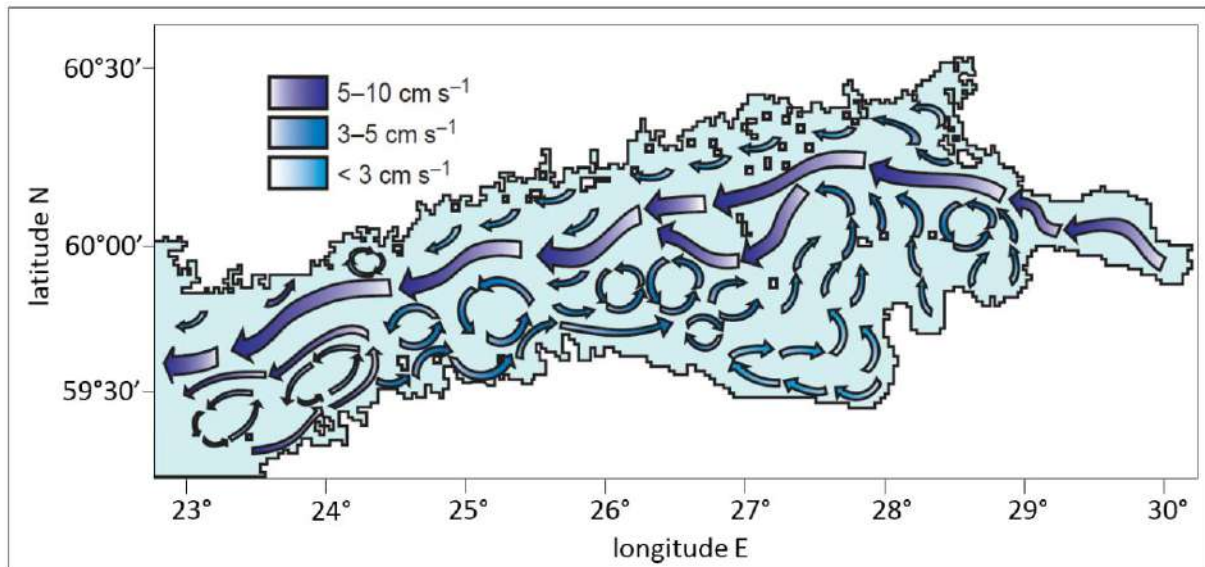 60°30′
5–10 cm s⁻¹
3–5 cm s⁻¹
< 3 cm s⁻¹
latitude N
60°00′
59°30′
23° 24° 25° 26° 27° 28° 29° 30°
longitude E